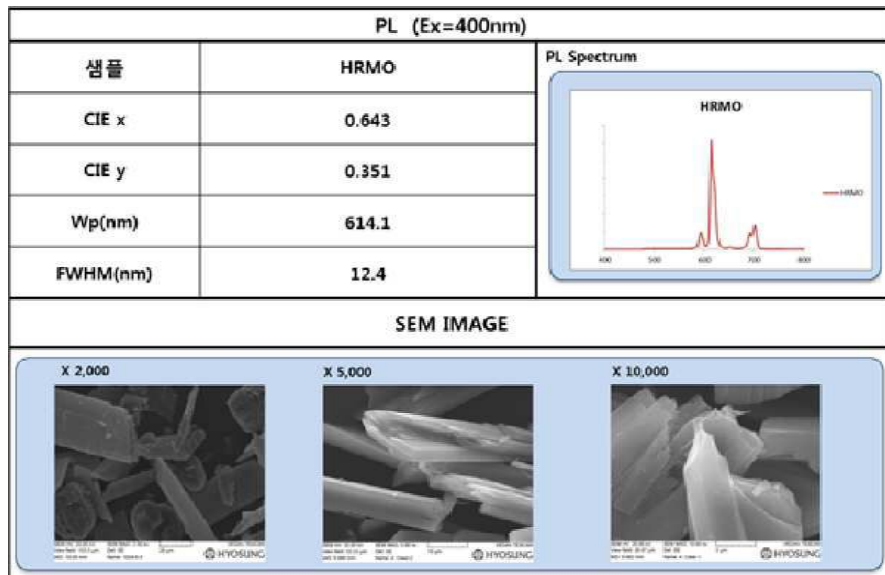 PL (Ex=400nm)
샘플
HRMO
CIE x
0.643
CIE y
0.351
Wp(nm)
614.1
FWHM(nm)
12.4
PL Spectrum
HRMO
HRMO
400 500 600 700 800
SEM IMAGE
X 2,000
X 5,000
X 10,000
HYOSUNG
HYOSUNG
HYOSUNG